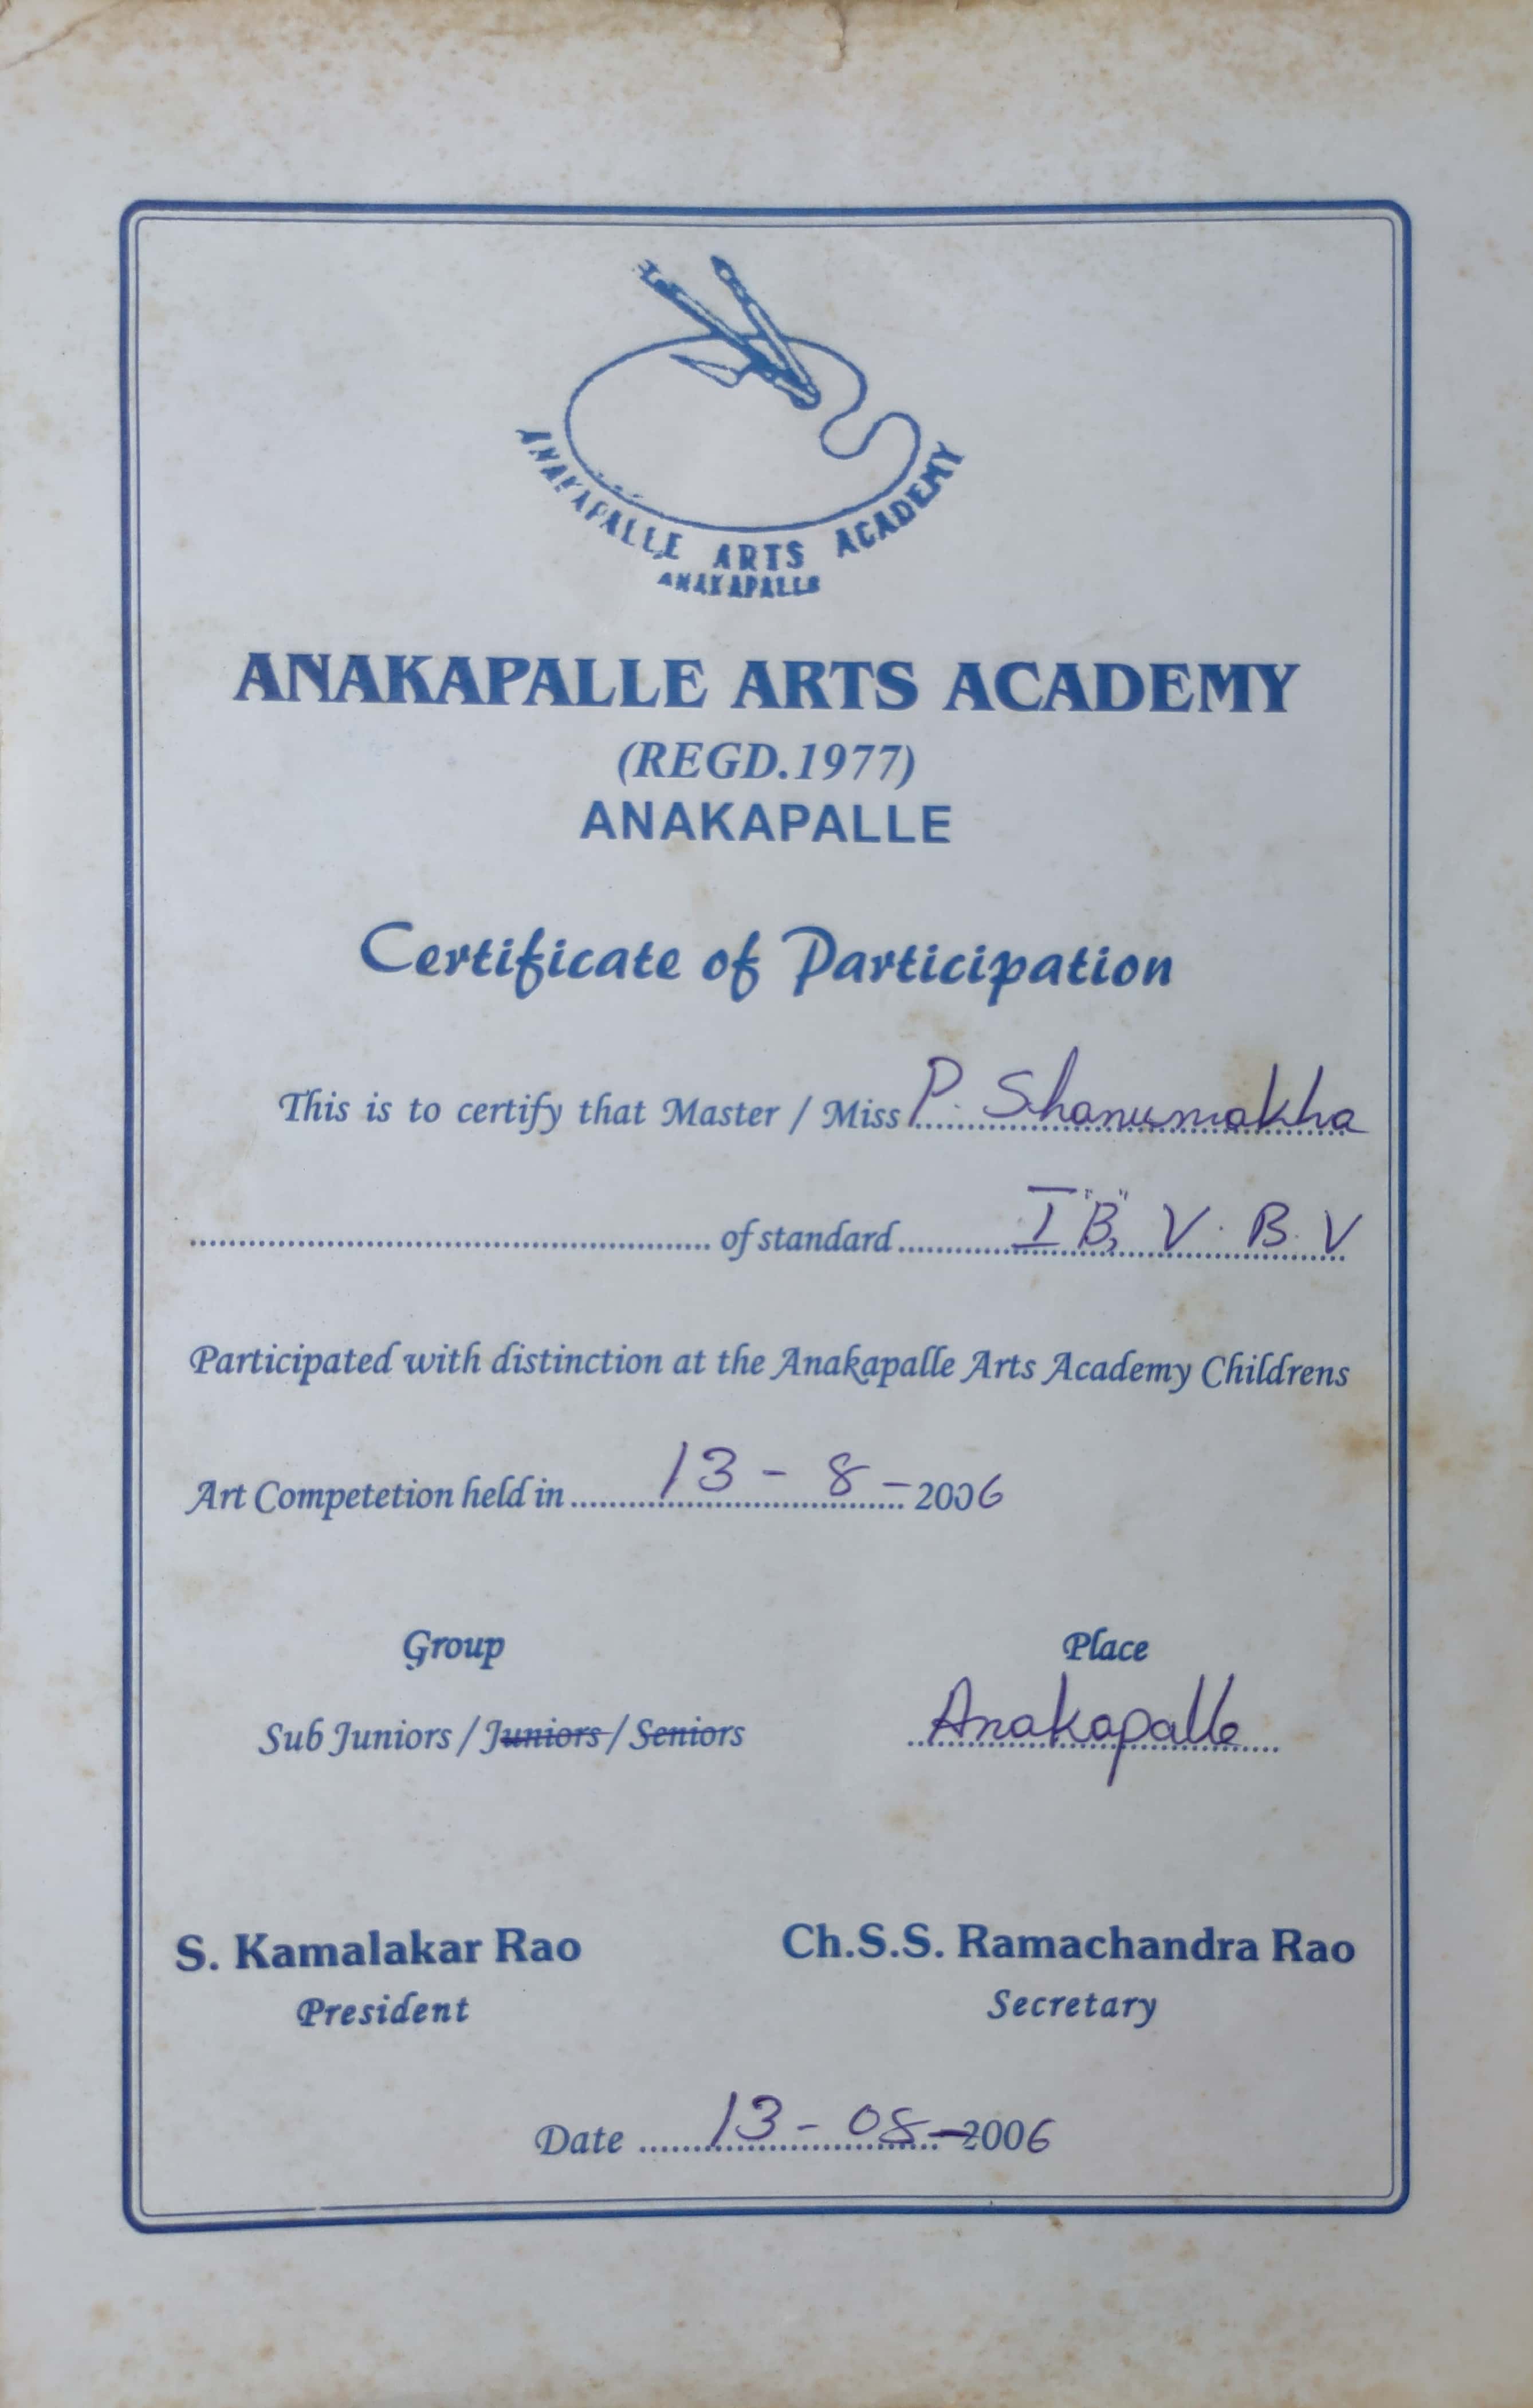 ANAKAPALLE ARTS ACADEMY
ANAKAPALLE
ANAKAPALLE ARTS ACADEMY
(REGD.1977)
ANAKAPALLE
Certificate of Participation
This is to certify that Master / Miss P. Shanumakha
of standard I "B", V. B. V
Participated with distinction at the Anakapalle Arts Academy Childrens
Art Competetion held in 13 - 8 - 2006
Group Place
Sub Juniors / Juniors / Seniors Anakapalle
S. Kamalakar Rao Ch.S.S. Ramachandra Rao
President Secretary
Date 13 - 08 - 2006